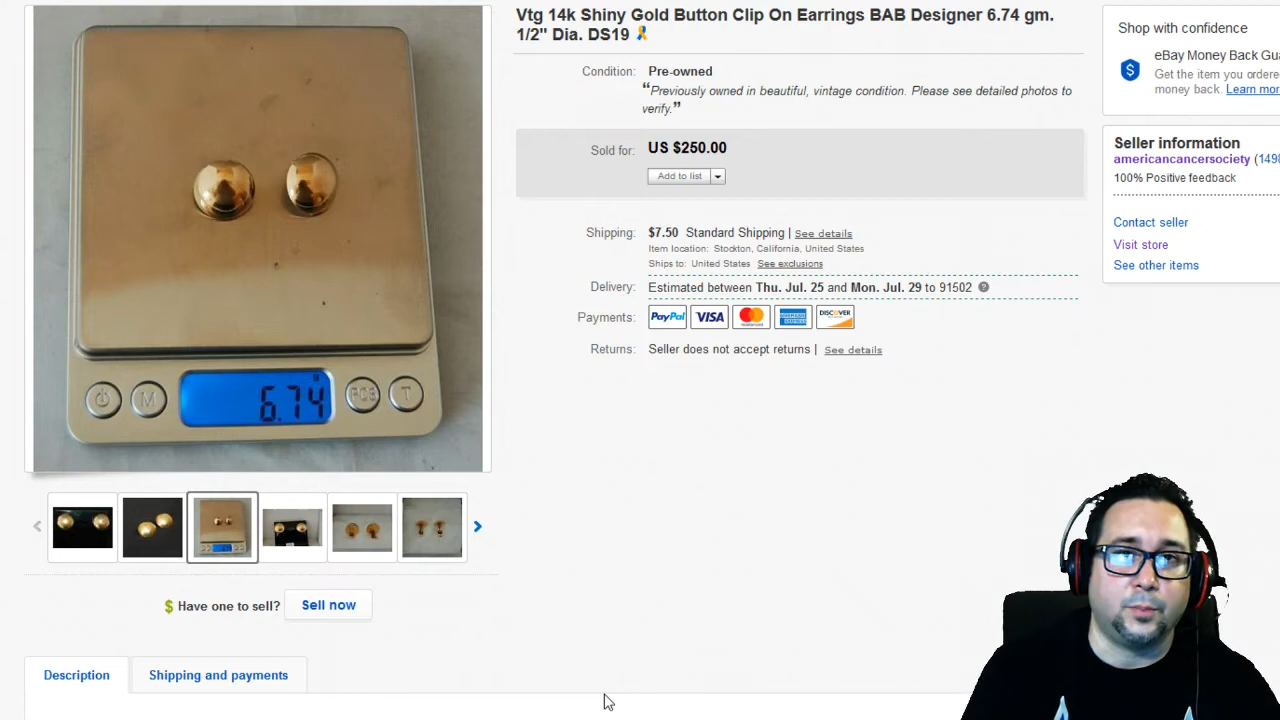 Vtg 14k Shiny Gold Button Clip On Earrings BAB Designer 6.74 gm.
1/2" Dia. DS19
Condition: Pre-owned
“Previously owned in beautiful, vintage condition. Please see detailed photos to
verify.”
Sold for: US $250.00
Add to list
Shipping: $7.50 Standard Shipping | See details
Item location: Stockton, California, United States
Ships to: United States See exclusions
Delivery: Estimated between Thu. Jul. 25 and Mon. Jul. 29 to 91502
Payments: PayPal VISA mastercard AMERICAN EXPRESS DISCOVER
Returns: Seller does not accept returns | See details
Shop with confidence
eBay Money Back Gua
Get the item you ordere
money back. Learn mor
Seller information
americancancersociety (1498
100% Positive feedback
Contact seller
Visit store
See other items
M 6.74 PCS T
$ Have one to sell? Sell now
Description Shipping and payments